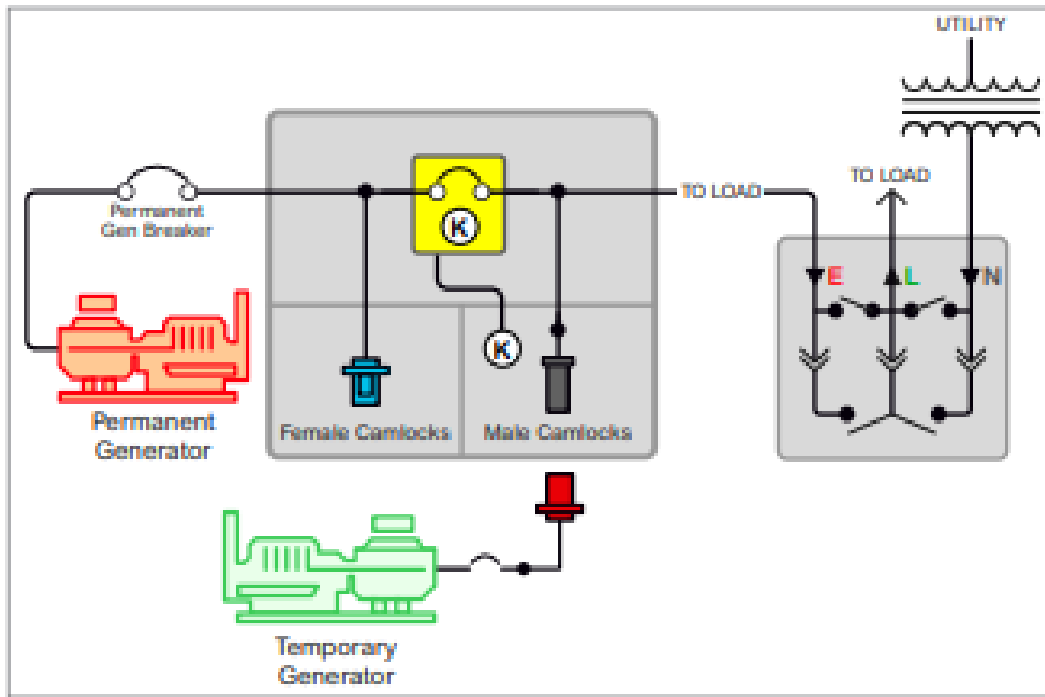 UTILITY
TO LOAD
TO LOAD
Permanent
Gen Breaker
K
E
L
N
K
Permanent
Generator
Female Camlocks
Male Camlocks
Temporary
Generator